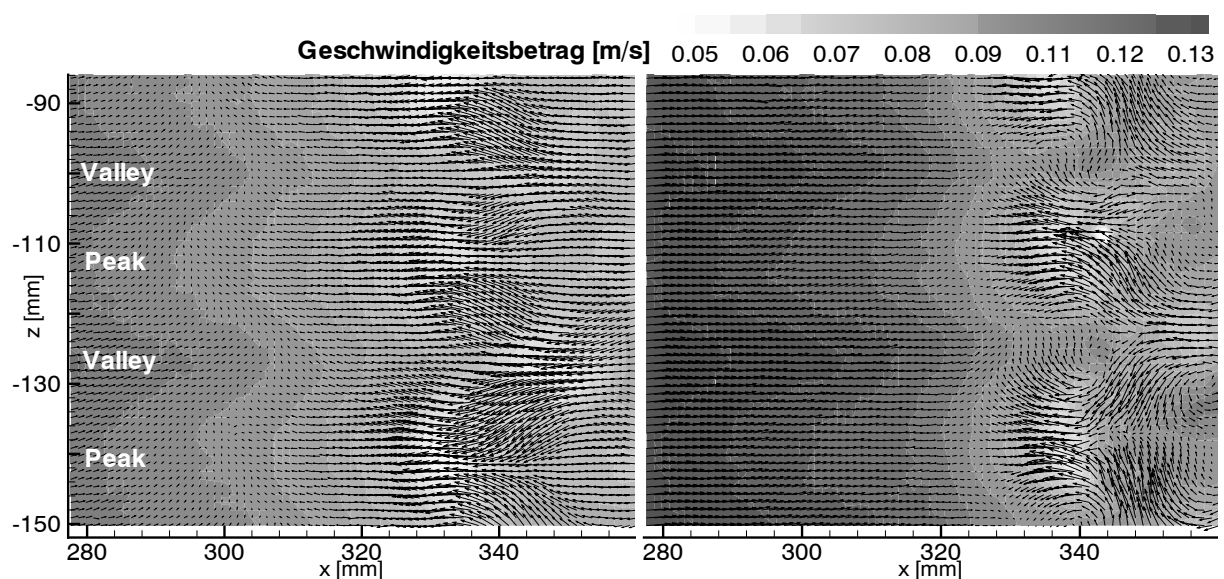 Geschwindigkeitsbetrag [m/s]
0.05 0.06 0.07 0.08 0.09 0.11 0.12 0.13
-90
Valley
-110
Peak
z [mm]
Valley
-130
Peak
-150
280 300 320 340
x [mm]
280 300 320 340
x [mm]